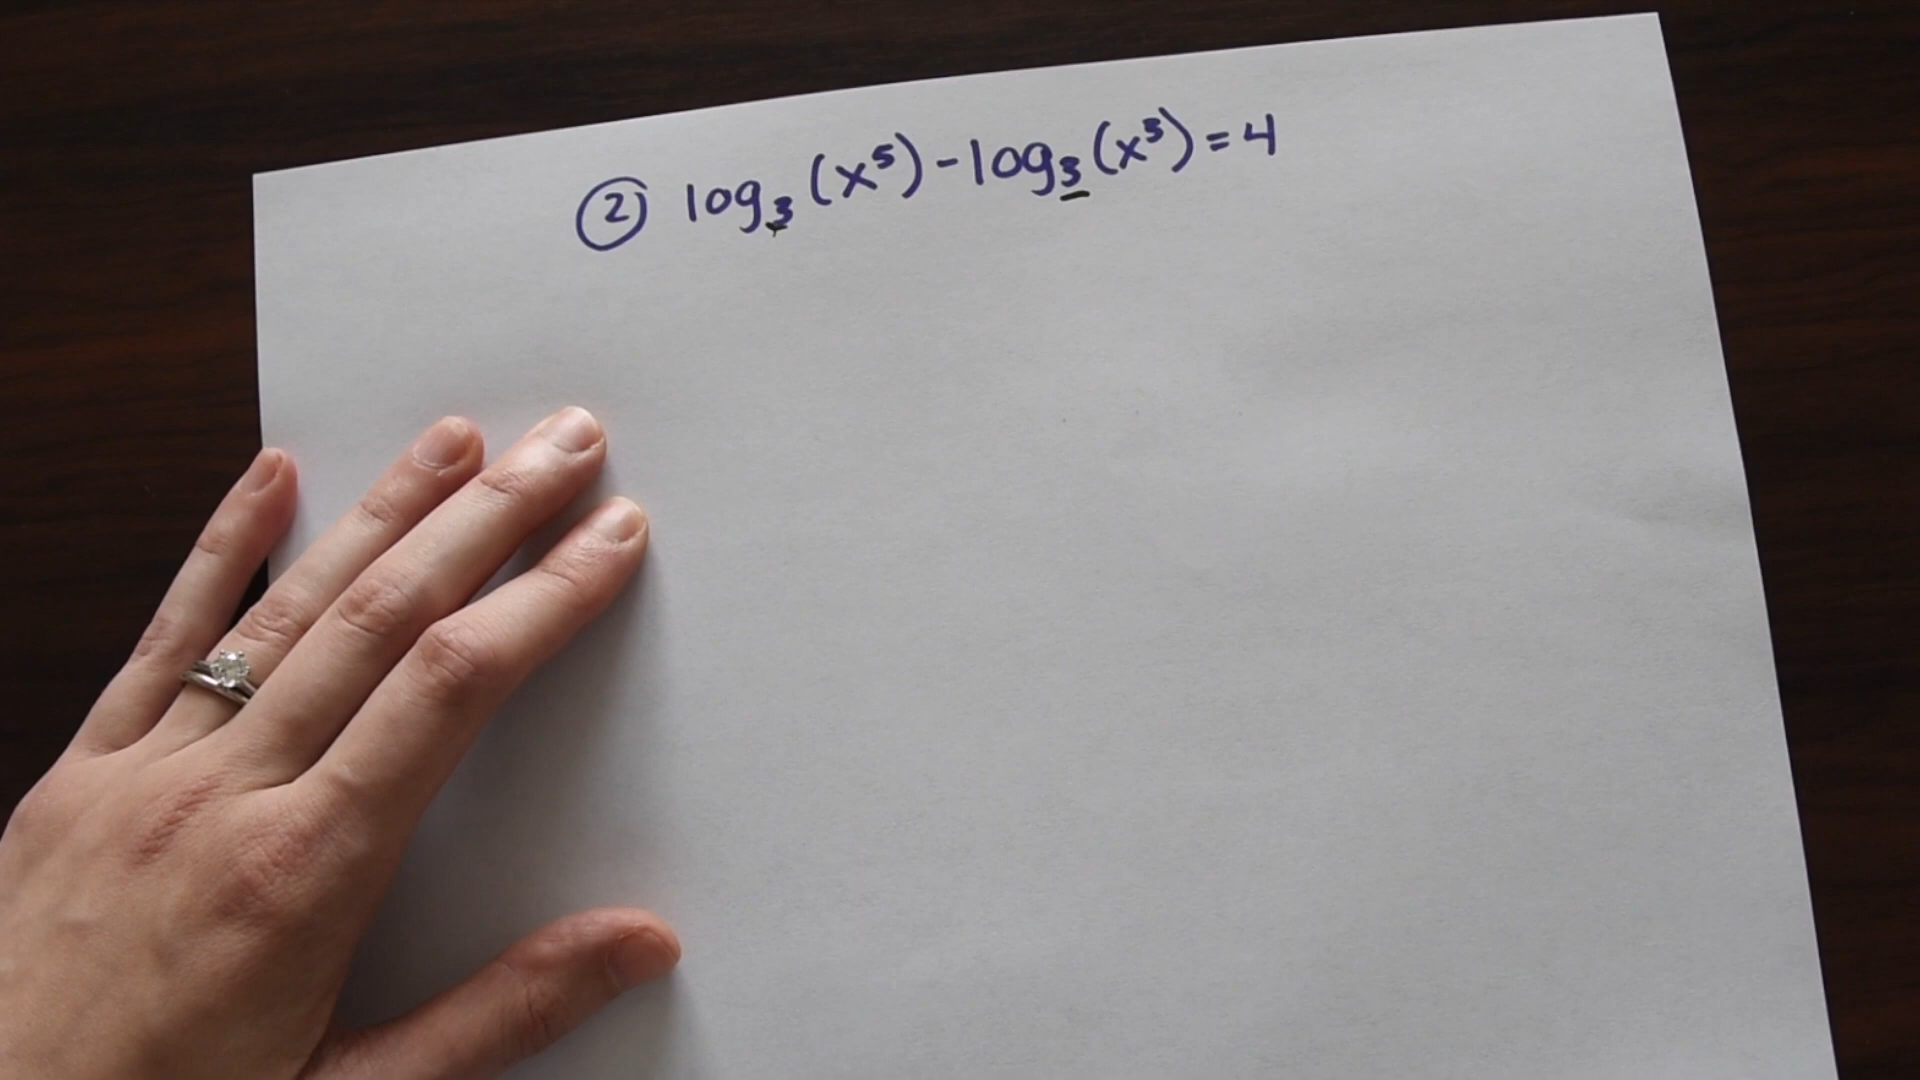 ② log₃ (x⁵) - log₃ (x³) = 4